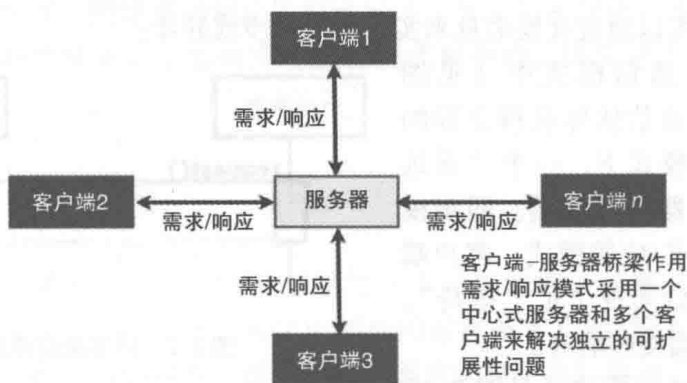 客户端1
需求/响应
客户端2
需求/响应
服务器
需求/响应
客户端 n
需求/响应
客户端3
客户端-服务器桥梁作用
需求/响应模式采用一个
中心式服务器和多个客
户端来解决独立的可扩
展性问题